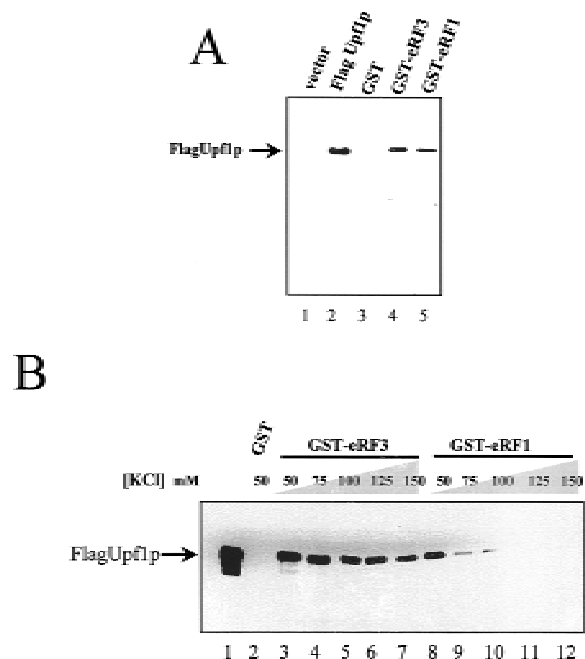 A
vector
Flag Upf1p
GST
GST-eRF3
GST-eRF1
FlagUpf1p
1 2 3 4 5
B
GST
GST-eRF3 GST-eRF1
[KCl] mM 50 50 75 100 125 150 50 75 100 125 150
FlagUpf1p
1 2 3 4 5 6 7 8 9 10 11 12